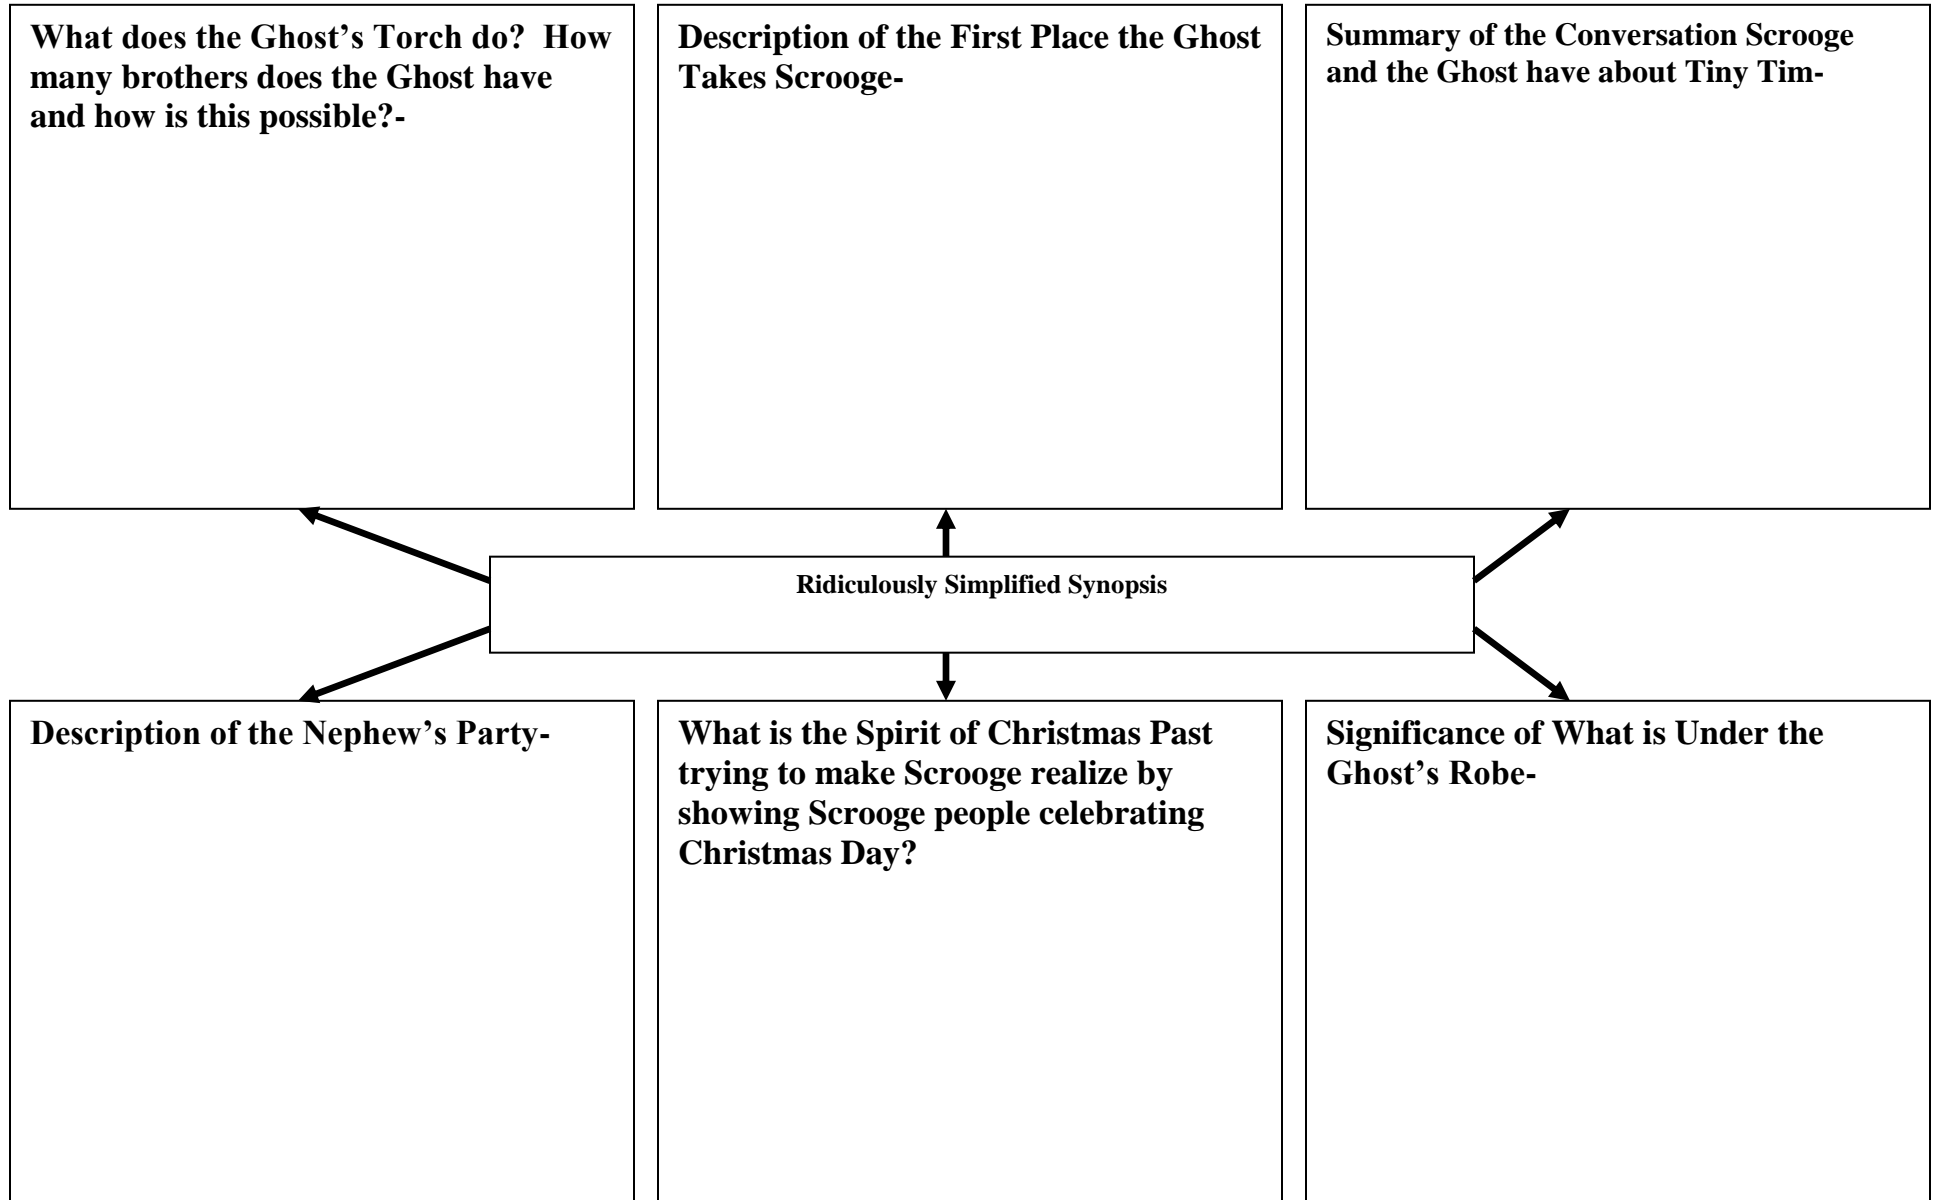 What does the Ghost’s Torch do?  How
many brothers does the Ghost have
and how is this possible?-
Description of the First Place the Ghost
Takes Scrooge-
Summary of the Conversation Scrooge
and the Ghost have about Tiny Tim-
Ridiculously Simplified Synopsis
Description of the Nephew’s Party-
What is the Spirit of Christmas Past
trying to make Scrooge realize by
showing Scrooge people celebrating
Christmas Day?
Significance of What is Under the
Ghost’s Robe-